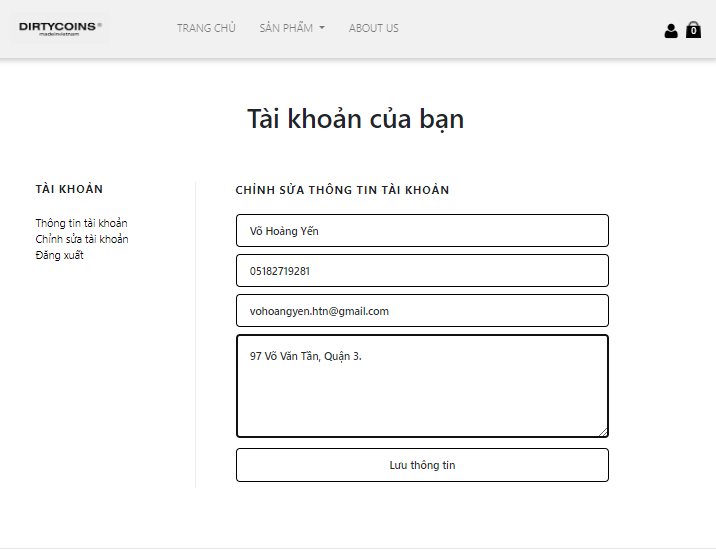 DIRTYCOINS®
madeinvietnam
TRANG CHỦ
SẢN PHẨM
ABOUT US
0
Tài khoản của bạn
TÀI KHOẢN
Thông tin tài khoản
Chỉnh sửa tài khoản
Đăng xuất
CHỈNH SỬA THÔNG TIN TÀI KHOẢN
Võ Hoàng Yến
05182719281
vohoangyen.htn@gmail.com
97 Võ Văn Tần, Quận 3.
Lưu thông tin